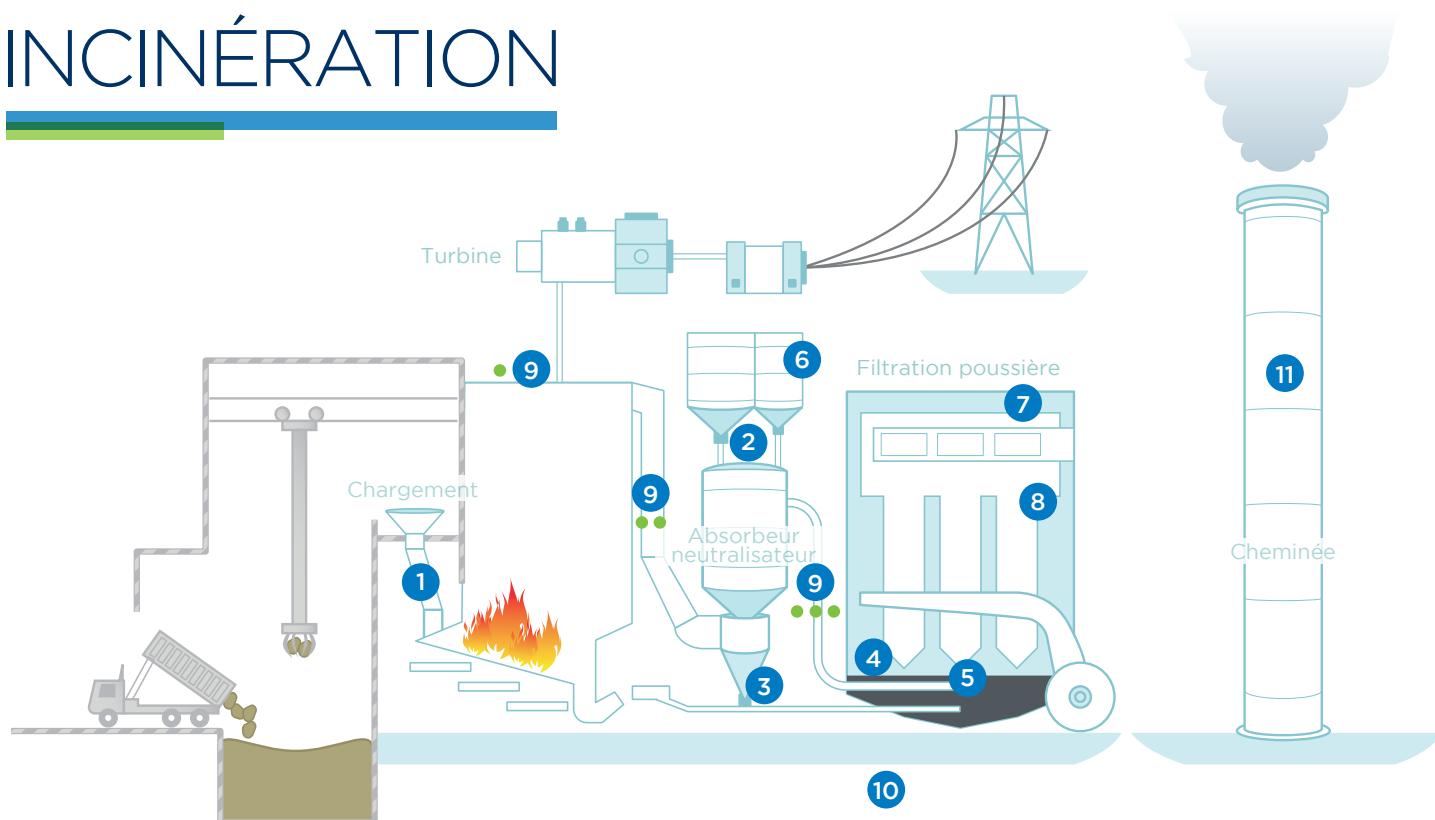 INCINÉRATION
Turbine
9
6
Filtration poussière
7
11
2
Chargement
9
8
Absorbeur
neutralisateur
Cheminée
1
9
4
5
3
10